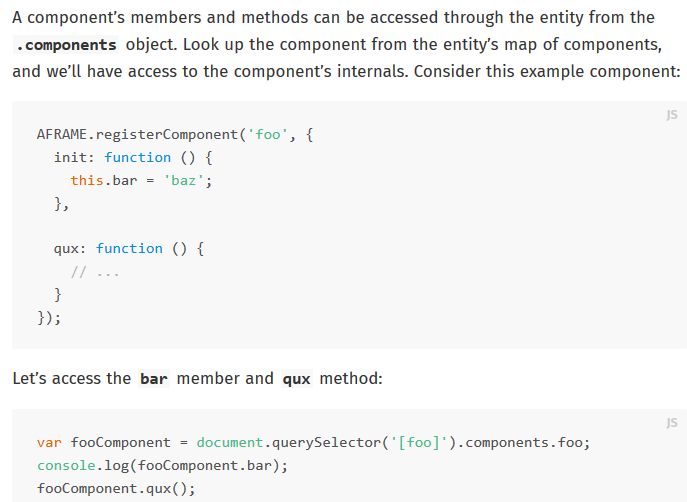 A component’s members and methods can be accessed through the entity from the
.components object. Look up the component from the entity’s map of components,
and we’ll have access to the component’s internals. Consider this example component:
JS
AFRAME.registerComponent('foo', {
  init: function () {
    this.bar = 'baz';
  },

  qux: function () {
    // ...
  }
});
Let’s access the bar member and qux method:
JS
var fooComponent = document.querySelector('[foo]').components.foo;
console.log(fooComponent.bar);
fooComponent.qux();